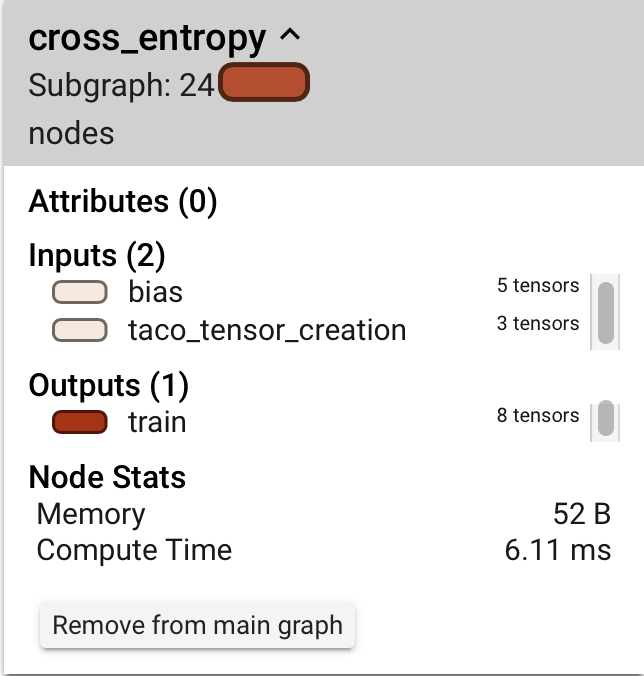 cross_entropy
Subgraph: 24
nodes
Attributes (0)
Inputs (2)
bias 5 tensors
taco_tensor_creation 3 tensors
Outputs (1)
train 8 tensors
Node Stats
Memory 52 B
Compute Time 6.11 ms
Remove from main graph